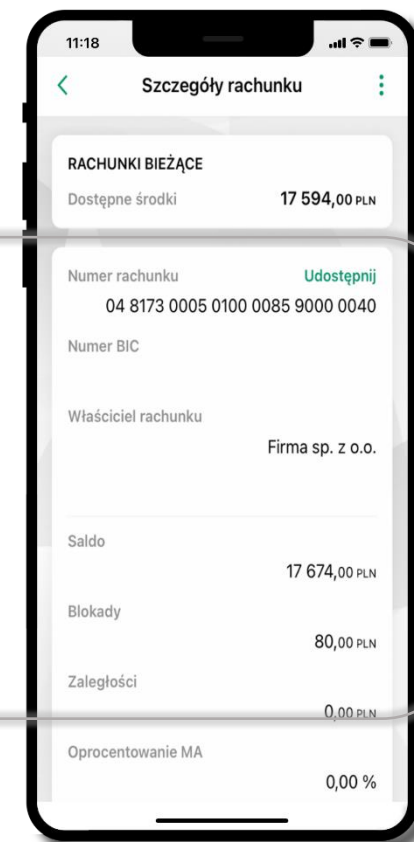 11:18
Szczegóły rachunku
RACHUNKI BIEŻĄCE
Dostępne środki 17 594,00 PLN
Numer rachunku Udostępnij
04 8173 0005 0100 0085 9000 0040
Numer BIC
Właściciel rachunku
Firma sp. z o.o.
Saldo
17 674,00 PLN
Blokady
80,00 PLN
Zaległości
0,00 PLN
Oprocentowanie MA
0,00 %